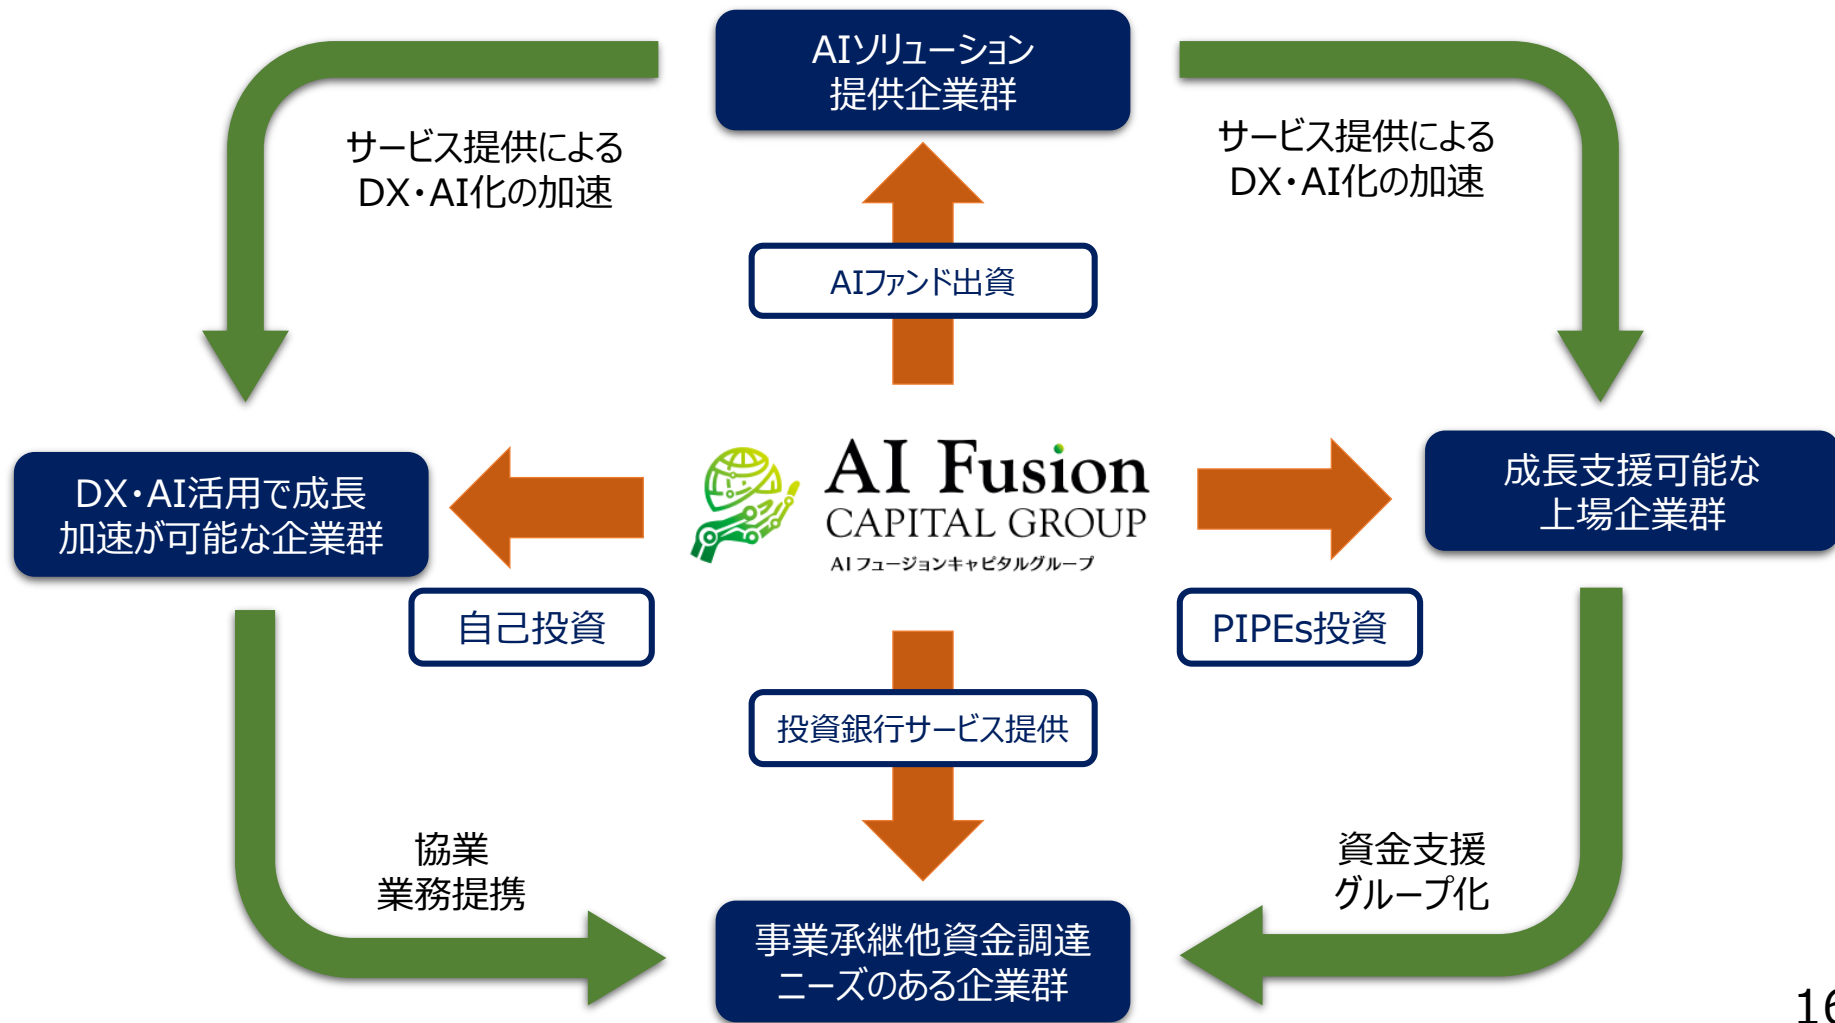 AIソリューション
提供企業群
サービス提供による
DX・AI化の加速
サービス提供による
DX・AI化の加速
AIファンド出資
DX・AI活用で成長
加速が可能な企業群
AI Fusion
CAPITAL GROUP
AIフュージョンキャピタルグループ
成長支援可能な
上場企業群
自己投資
PIPEs投資
投資銀行サービス提供
協業
業務提携
資金支援
グループ化
事業承継他資金調達
ニーズのある企業群
16